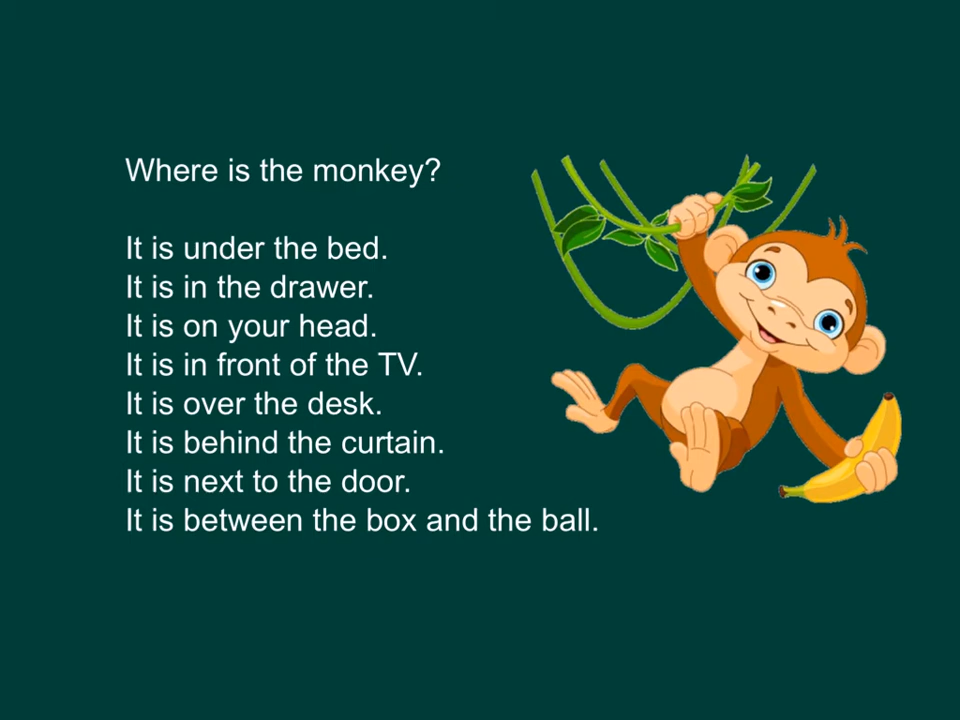 Where is the monkey?
It is under the bed.
It is in the drawer.
It is on your head.
It is in front of the TV.
It is over the desk.
It is behind the curtain.
It is next to the door.
It is between the box and the ball.